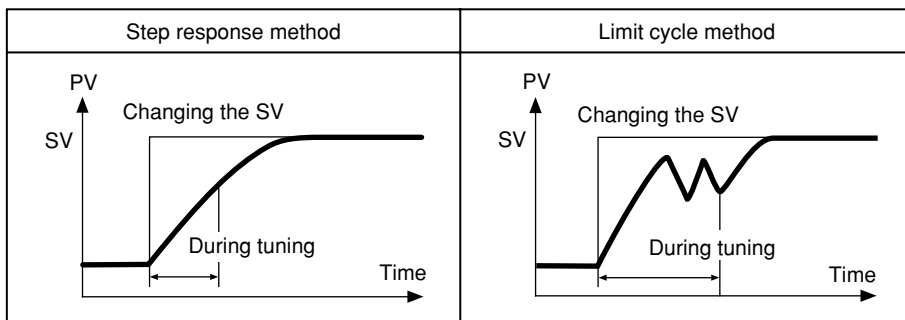 Step response method
Limit cycle method
PV
Changing the SV
SV
During tuning
Time
PV
Changing the SV
SV
During tuning
Time